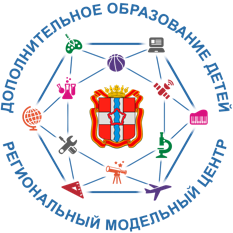 ДОПОЛНИТЕЛЬНОЕ ОБРАЗОВАНИЕ ДЕТЕЙ
РЕГИОНАЛЬНЫЙ МОДЕЛЬНЫЙ ЦЕНТР